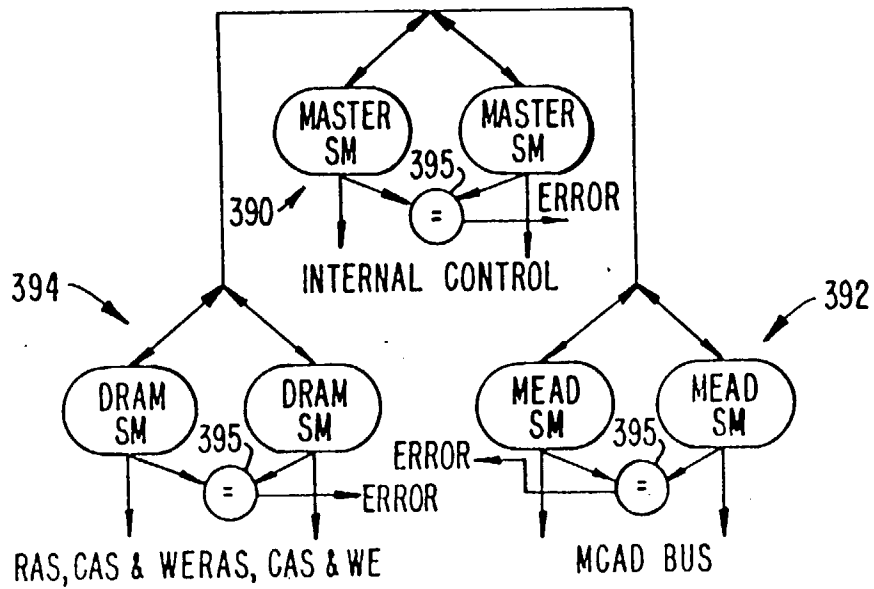 MASTER
SM
MASTER
SM
395
390
=
ERROR
INTERNAL CONTROL
394
392
DRAM
SM
DRAM
SM
MEAD
SM
MEAD
SM
395
395
ERROR
=
ERROR
=
RAS, CAS & WERAS, CAS & WE
MCAD BUS